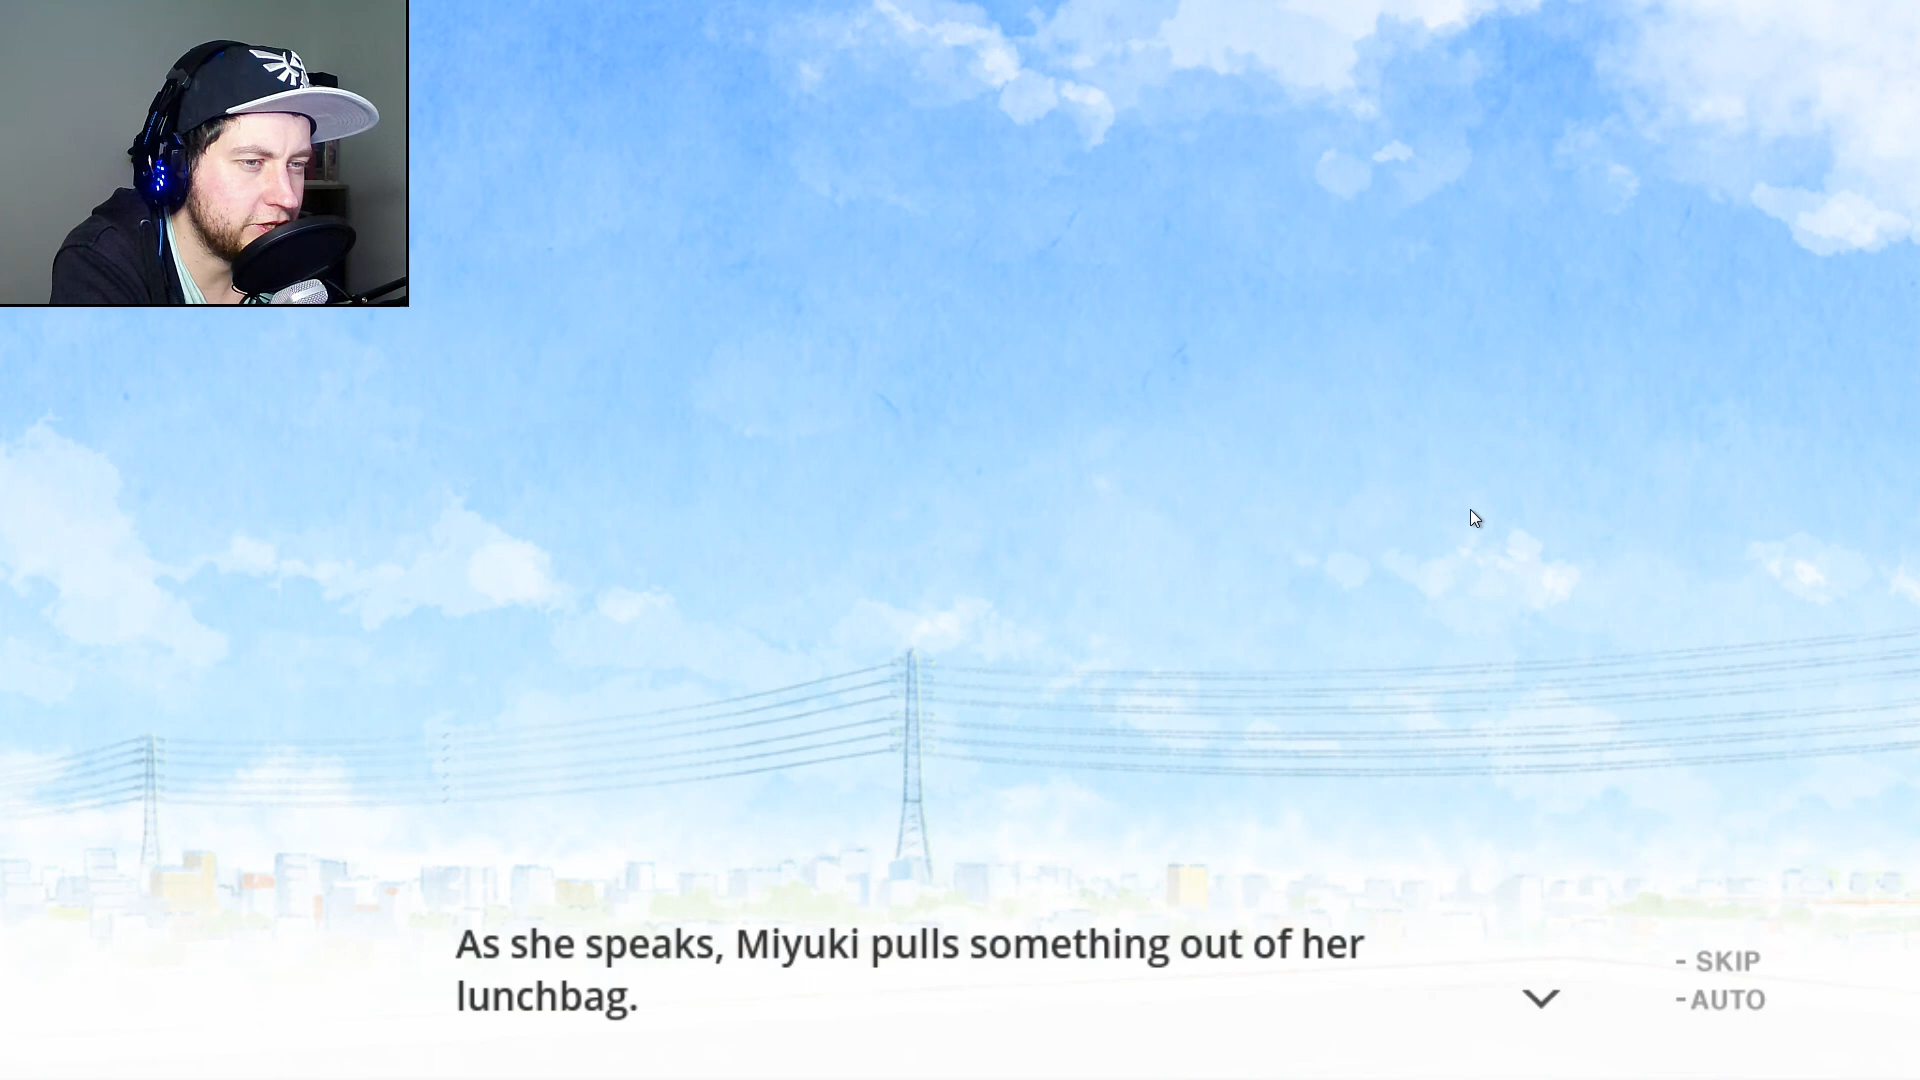 As she speaks, Miyuki pulls something out of her
lunchbag.
- SKIP
-AUTO